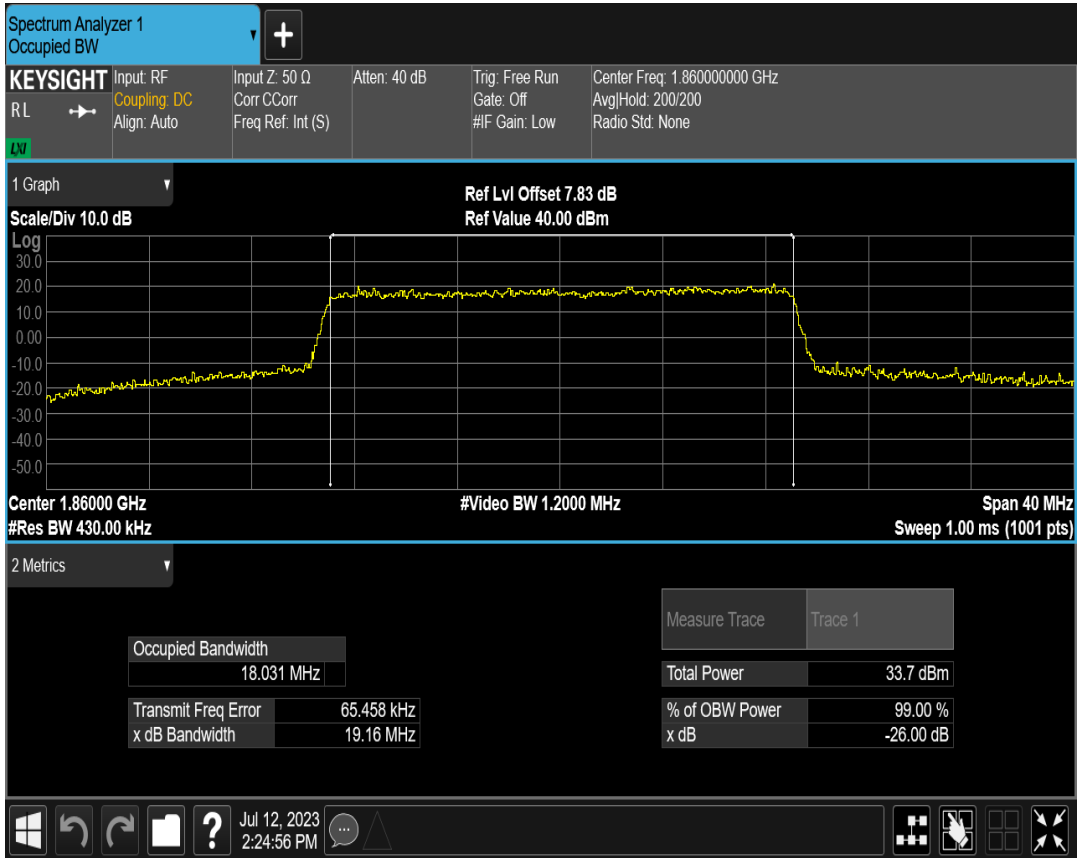 Spectrum Analyzer 1
Occupied BW
KEYSIGHT
R L
LXI
Input: RF
Coupling: DC
Align: Auto
Input Z: 50 Ω
Corr CCorr
Freq Ref: Int (S)
Atten: 40 dB
Trig: Free Run
Gate: Off
#IF Gain: Low
Center Freq: 1.860000000 GHz
Avg|Hold: 200/200
Radio Std: None
1 Graph
Scale/Div 10.0 dB
Ref Lvl Offset 7.83 dB
Ref Value 40.00 dBm
Log
30.0
20.0
10.0
0.00
-10.0
-20.0
-30.0
-40.0
-50.0
Center 1.86000 GHz
#Video BW 1.2000 MHz
Span 40 MHz
#Res BW 430.00 kHz
Sweep 1.00 ms (1001 pts)
2 Metrics
Measure Trace Trace 1
Occupied Bandwidth
18.031 MHz
Total Power 33.7 dBm
Transmit Freq Error 65.458 kHz
% of OBW Power 99.00 %
x dB Bandwidth 19.16 MHz
x dB -26.00 dB
Jul 12, 2023
2:24:56 PM